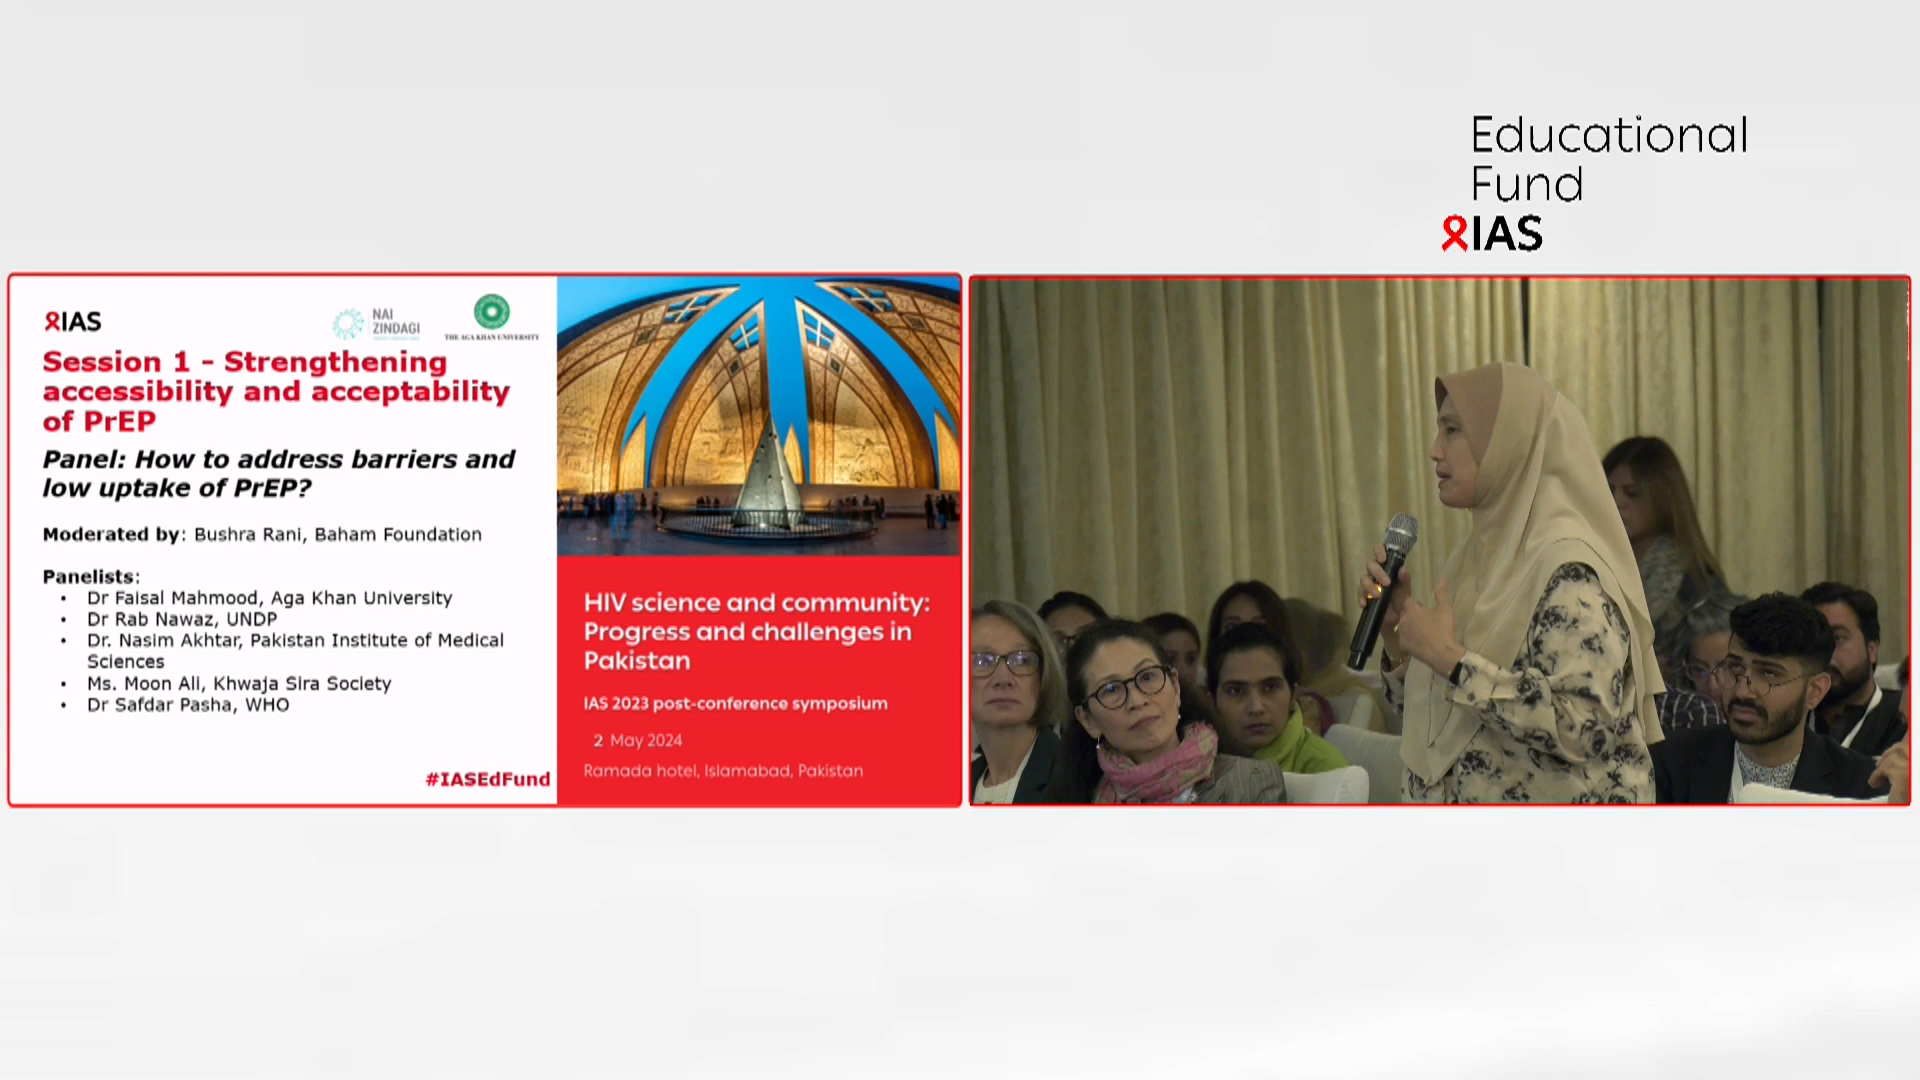 Educational
Fund
IAS
IAS
NAI
ZINDAGI
THE AGA KHAN UNIVERSITY
Session 1 - Strengthening
accessibility and acceptability
of PrEP
Panel: How to address barriers and
low uptake of PrEP?
Moderated by: Bushra Rani, Baham Foundation
Panelists:
• Dr Faisal Mahmood, Aga Khan University
• Dr Rab Nawaz, UNDP
• Dr. Nasim Akhtar, Pakistan Institute of Medical
Sciences
• Ms. Moon Ali, Khwaja Sira Society
• Dr Safdar Pasha, WHO
#IASEdFund
HIV science and community:
Progress and challenges in
Pakistan
IAS 2023 post-conference symposium
2 May 2024
Ramada hotel, Islamabad, Pakistan